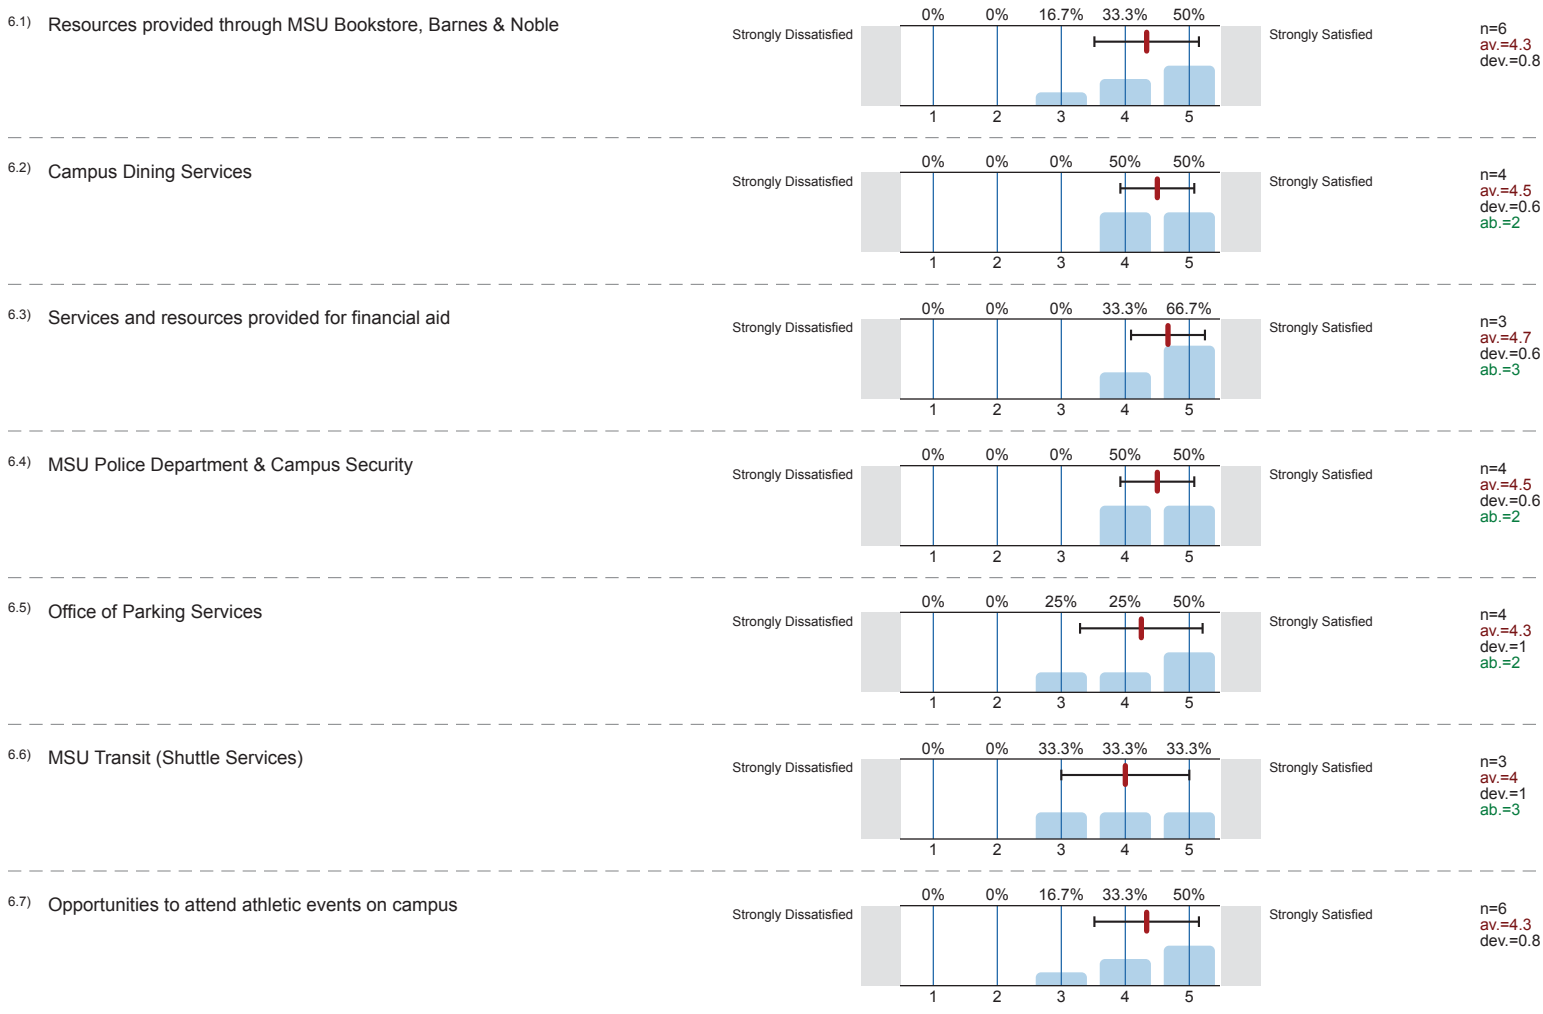 6.1) Resources provided through MSU Bookstore, Barnes & Noble
0% 0% 16.7% 33.3% 50%
Strongly Dissatisfied Strongly Satisfied
n=6
av.=4.3
dev.=0.8
1 2 3 4 5
6.2) Campus Dining Services
0% 0% 0% 50% 50%
Strongly Dissatisfied Strongly Satisfied
n=4
av.=4.5
dev.=0.6
ab.=2
1 2 3 4 5
6.3) Services and resources provided for financial aid
0% 0% 0% 33.3% 66.7%
Strongly Dissatisfied Strongly Satisfied
n=3
av.=4.7
dev.=0.6
ab.=3
1 2 3 4 5
6.4) MSU Police Department & Campus Security
0% 0% 0% 50% 50%
Strongly Dissatisfied Strongly Satisfied
n=4
av.=4.5
dev.=0.6
ab.=2
1 2 3 4 5
6.5) Office of Parking Services
0% 0% 25% 25% 50%
Strongly Dissatisfied Strongly Satisfied
n=4
av.=4.3
dev.=1
ab.=2
1 2 3 4 5
6.6) MSU Transit (Shuttle Services)
0% 0% 33.3% 33.3% 33.3%
Strongly Dissatisfied Strongly Satisfied
n=3
av.=4
dev.=1
ab.=3
1 2 3 4 5
6.7) Opportunities to attend athletic events on campus
0% 0% 16.7% 33.3% 50%
Strongly Dissatisfied Strongly Satisfied
n=6
av.=4.3
dev.=0.8
1 2 3 4 5